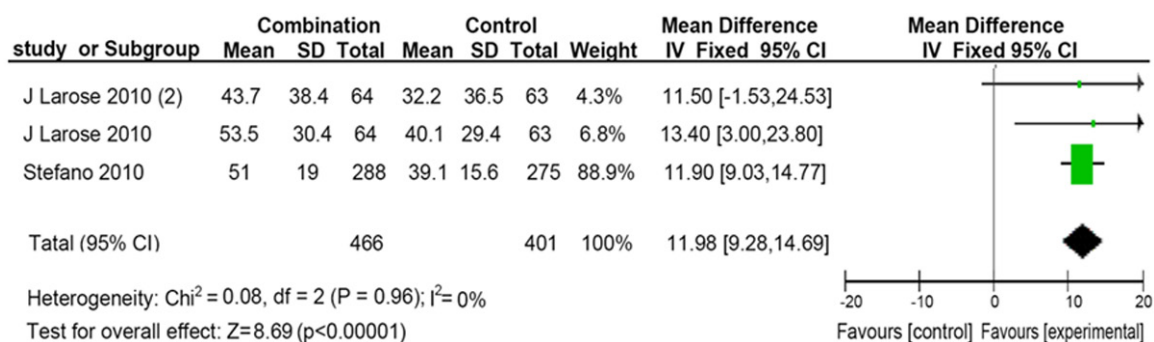 Combination Control Mean Difference Mean Difference
study or Subgroup Mean SD Total Mean SD Total Weight IV Fixed 95% CI IV Fixed 95% CI
J Larose 2010 (2) 43.7 38.4 64 32.2 36.5 63 4.3% 11.50 [-1.53,24.53]
J Larose 2010 53.5 30.4 64 40.1 29.4 63 6.8% 13.40 [3.00,23.80]
Stefano 2010 51 19 288 39.1 15.6 275 88.9% 11.90 [9.03,14.77]
Tatal (95% CI) 466 401 100% 11.98 [9.28,14.69]
Heterogeneity: Chi² = 0.08, df = 2 (P = 0.96); I²= 0%
Test for overall effect: Z=8.69 (p<0.00001)
-20 -10 0 10 20
Favours [control] Favours [experimental]